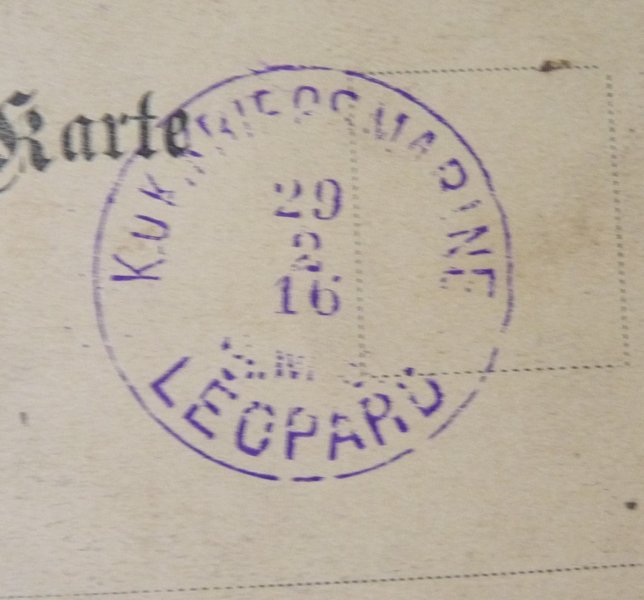 Karte
K.U.K. KRIEGSMARINE
29
2
16
S.M.S.
LEOPARD